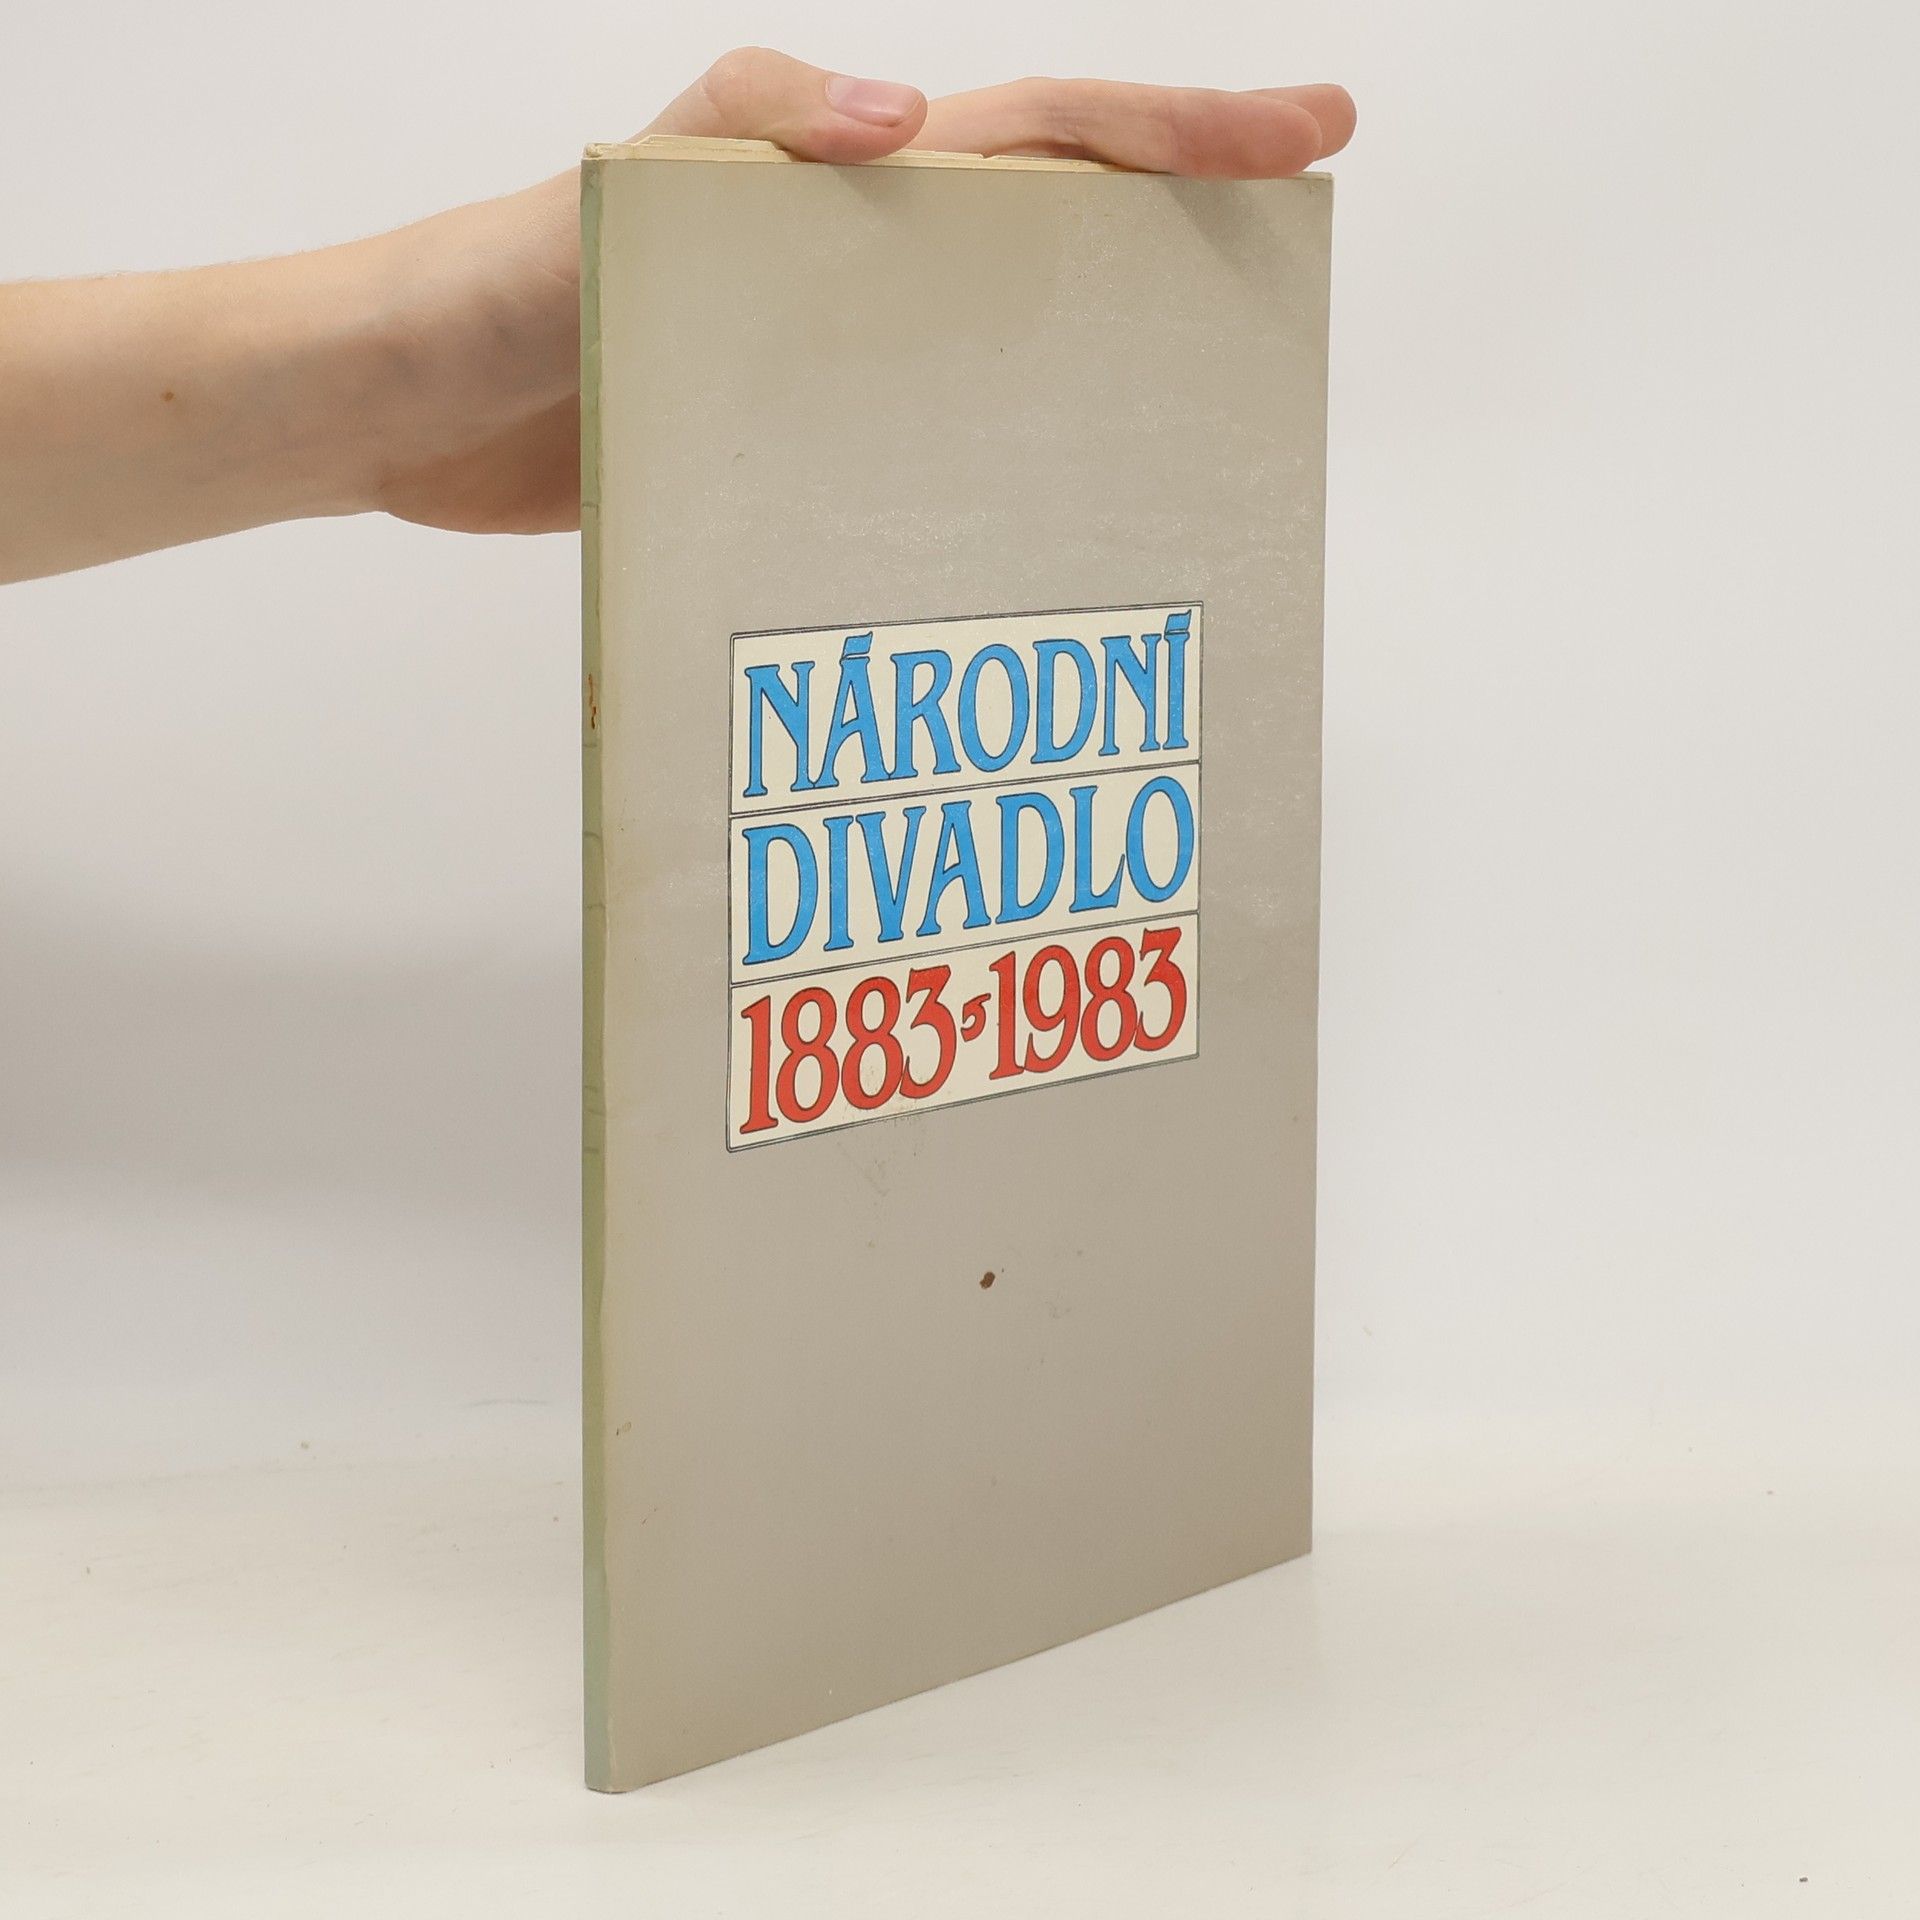 NÁRODNÍ
DIVADLO
1883-1983